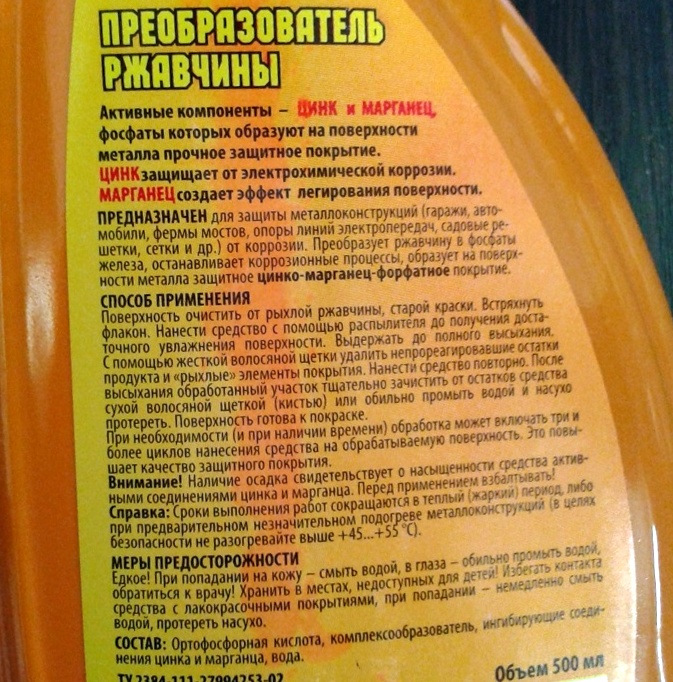 ПРЕОБРАЗОВАТЕЛЬ
РЖАВЧИНЫ
Активные компоненты – ЦИНК и МАРГАНЕЦ,
фосфаты которых образуют на поверхности
металла прочное защитное покрытие.
ЦИНК защищает от электрохимической коррозии.
МАРГАНЕЦ создает эффект легирования поверхности.
ПРЕДНАЗНАЧЕН для защиты металлоконструкций (гаражи, авто-
мобили, фермы мостов, опоры линий электропередач, садовые ре-
шетки, сетки и др.) от коррозии. Преобразует ржавчину в фосфаты
железа, останавливает коррозионные процессы, образует на поверх-
ности металла защитное цинко-марганец-форфатное покрытие.
СПОСОБ ПРИМЕНЕНИЯ
Поверхность очистить от рыхлой ржавчины, старой краски. Встряхнуть
флакон. Нанести средство с помощью распылителя до получения доста-
точного увлажнения поверхности. Выдержать до полного высыхания.
С помощью жесткой волосяной щетки удалить непрореагировавшие остатки
продукта и «рыхлые» элементы покрытия. Нанести средство повторно. После
высыхания обработанный участок тщательно зачистить от остатков средства
сухой волосяной щеткой (кистью) или обильно промыть водой и насухо
протереть. Поверхность готова к покраске.
При необходимости (и при наличии времени) обработка может включать три и
более циклов нанесения средства на обрабатываемую поверхность. Это повы-
шает качество защитного покрытия.
Внимание! Наличие осадка свидетельствует о насыщенности средства актив-
ными соединениями цинка и марганца. Перед применением взбалтывать!
Справка: Сроки выполнения работ сокращаются в теплый (жаркий) период, либо
при предварительном незначительном подогреве металлоконструкций (в целях
безопасности не разогревайте выше +45...+55 °С).
МЕРЫ ПРЕДОСТОРОЖНОСТИ
Едкое! При попадании на кожу – смыть водой, в глаза – обильно промыть водой,
обратиться к врачу! Хранить в местах, недоступных для детей! Избегать контакта
средства с лакокрасочными покрытиями, при попадании – немедленно смыть
водой, протереть насухо.
СОСТАВ: Ортофосфорная кислота, комплексообразователь, ингибирующие соеди-
нения цинка и марганца, вода.
ТУ 2384-111-27994253-02
Объем 500 мл